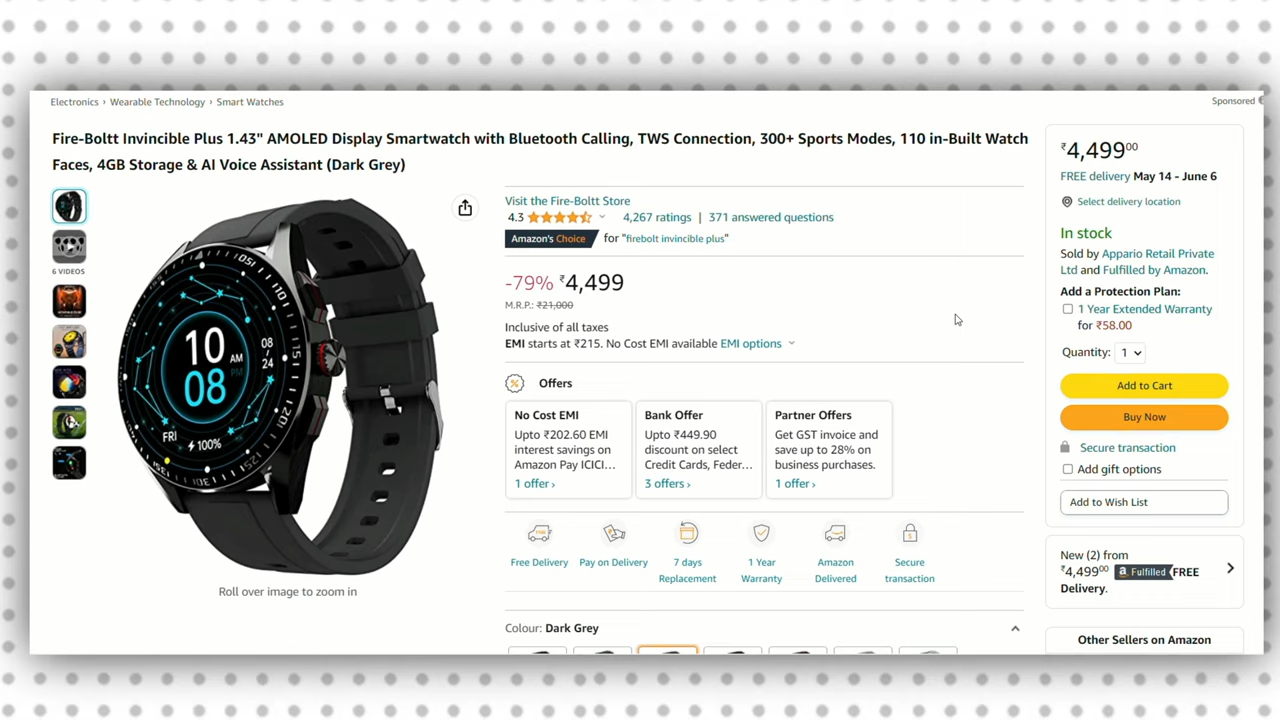 Electronics › Wearable Technology › Smart Watches
Sponsored
Fire-Boltt Invincible Plus 1.43" AMOLED Display Smartwatch with Bluetooth Calling, TWS Connection, 300+ Sports Modes, 110 in-Built Watch
Faces, 4GB Storage & AI Voice Assistant (Dark Grey)
6 VIDEOS
10
AM
08
PM
08
24
FRI
100%
Roll over image to zoom in
Visit the Fire-Boltt Store
4.3 4,267 ratings | 371 answered questions
Amazon's Choice for "firebolt invincible plus"
-79% ₹4,499
M.R.P.: ₹21,000
Inclusive of all taxes
EMI starts at ₹215. No Cost EMI available EMI options
Offers
No Cost EMI
Upto ₹202.60 EMI
interest savings on
Amazon Pay ICICI...
1 offer ›
Bank Offer
Upto ₹449.90
discount on select
Credit Cards, Feder...
3 offers ›
Partner Offers
Get GST invoice and
save up to 28% on
business purchases.
1 offer ›
Free Delivery
Pay on Delivery
7 days
Replacement
1 Year
Warranty
Amazon
Delivered
Secure
transaction
Colour: Dark Grey
₹4,499⁰⁰
FREE delivery May 14 - June 6
Select delivery location
In stock
Sold by Appario Retail Private
Ltd and Fulfilled by Amazon.
Add a Protection Plan:
1 Year Extended Warranty
for ₹58.00
Quantity: 1
Add to Cart
Buy Now
Secure transaction
Add gift options
Add to Wish List
New (2) from
₹4,499⁰⁰ a Fulfilled FREE
Delivery.
Other Sellers on Amazon